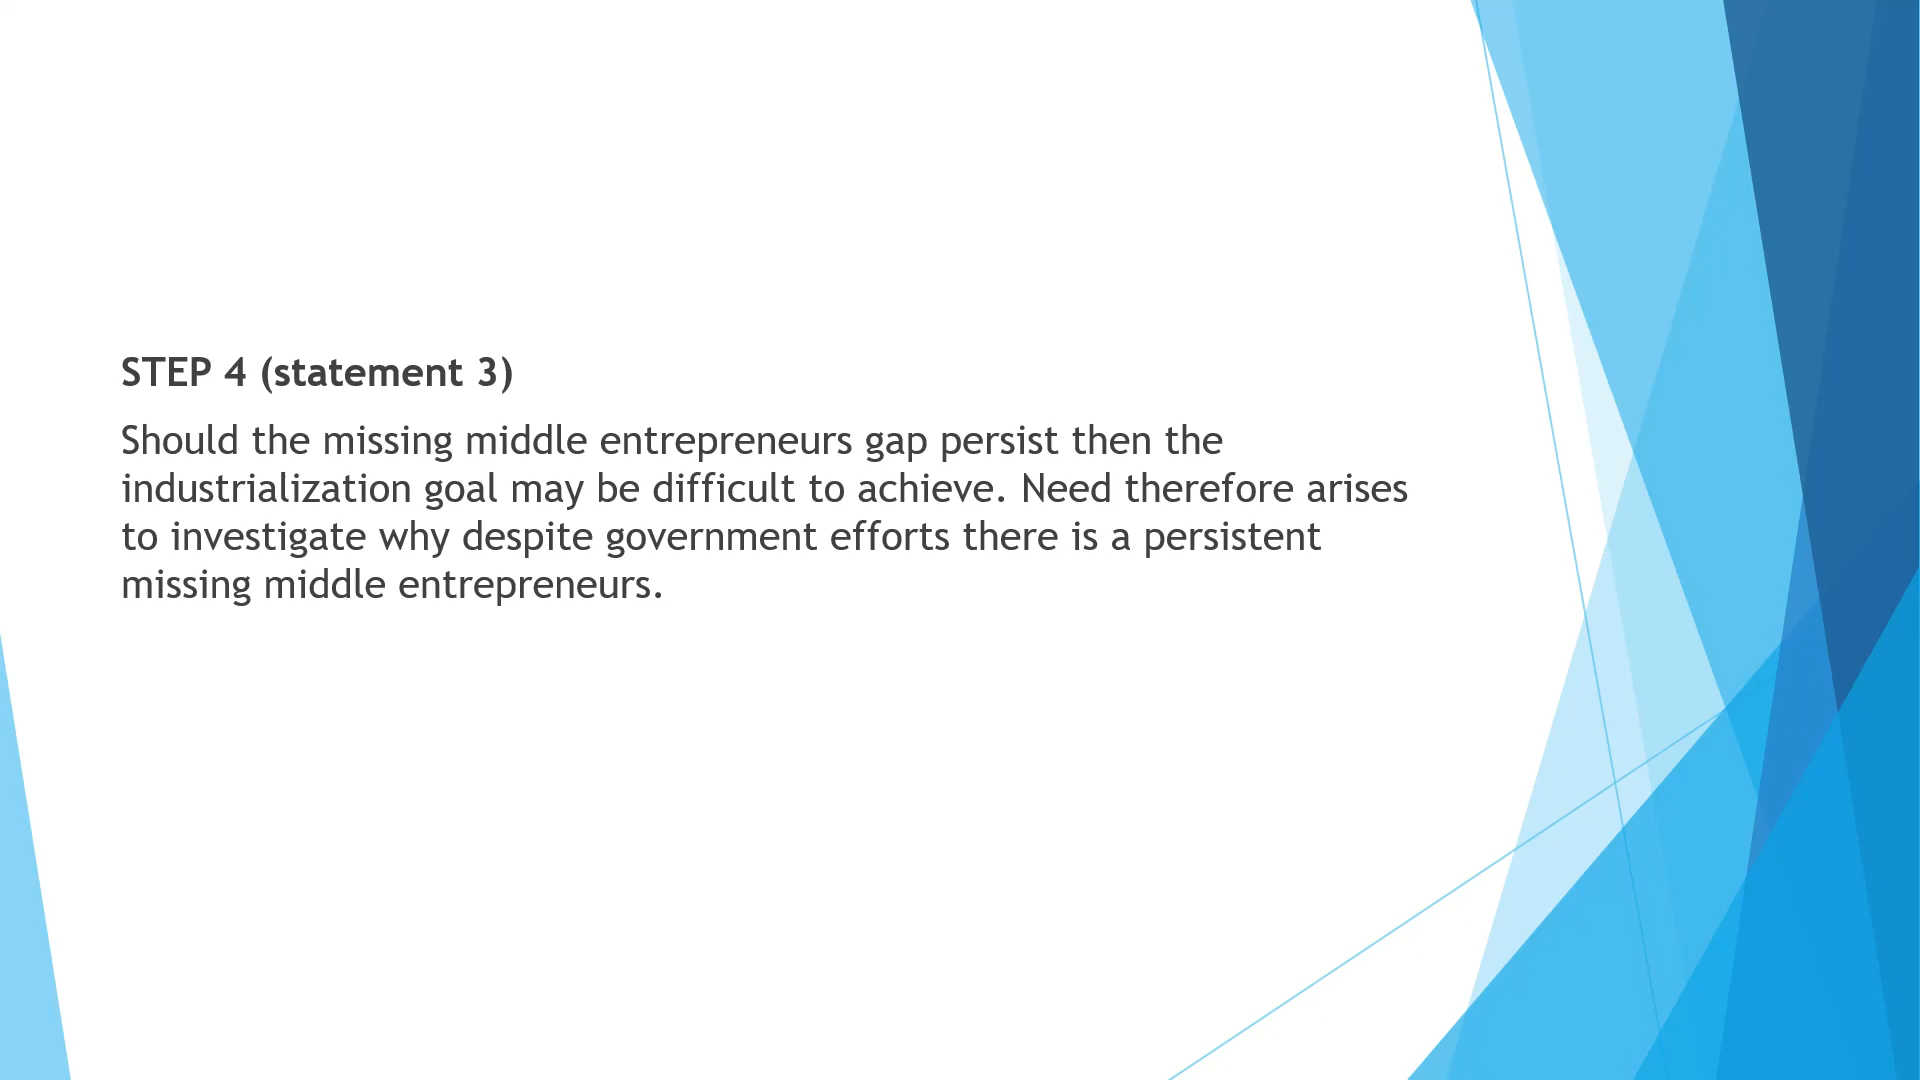 STEP 4 (statement 3)
Should the missing middle entrepreneurs gap persist then the
industrialization goal may be difficult to achieve. Need therefore arises
to investigate why despite government efforts there is a persistent
missing middle entrepreneurs.